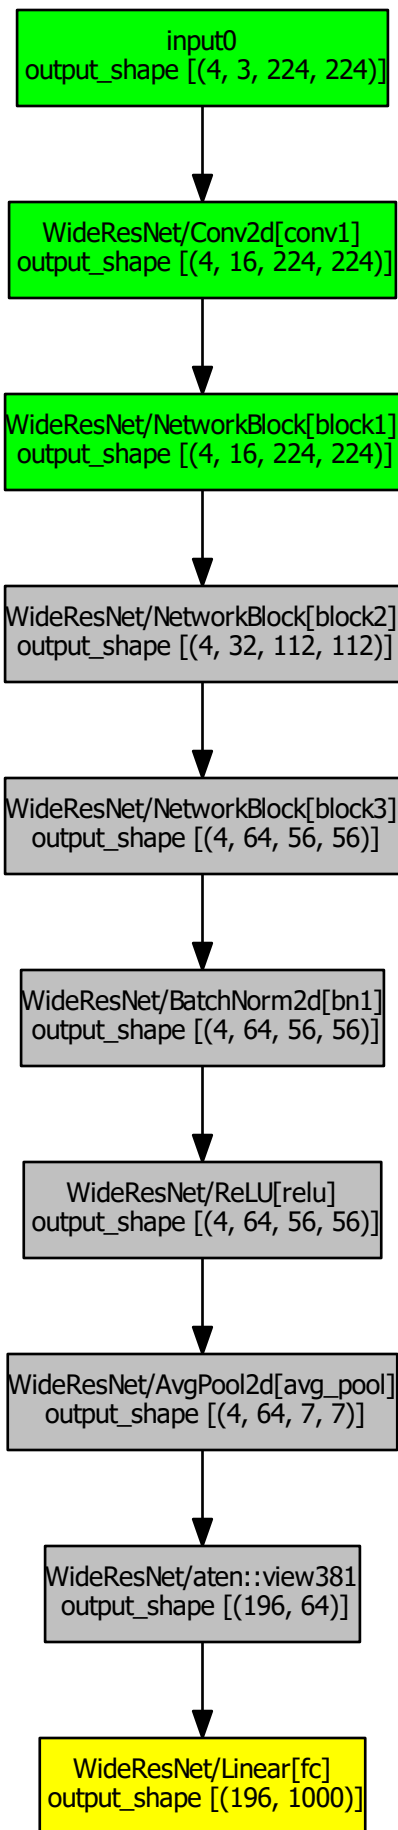 input0
output_shape [(4, 3, 224, 224)]
WideResNet/Conv2d[conv1]
output_shape [(4, 16, 224, 224)]
WideResNet/NetworkBlock[block1]
output_shape [(4, 16, 224, 224)]
WideResNet/NetworkBlock[block2]
output_shape [(4, 32, 112, 112)]
WideResNet/NetworkBlock[block3]
output_shape [(4, 64, 56, 56)]
WideResNet/BatchNorm2d[bn1]
output_shape [(4, 64, 56, 56)]
WideResNet/ReLU[relu]
output_shape [(4, 64, 56, 56)]
WideResNet/AvgPool2d[avg_pool]
output_shape [(4, 64, 7, 7)]
WideResNet/aten::view381
output_shape [(196, 64)]
WideResNet/Linear[fc]
output_shape [(196, 1000)]